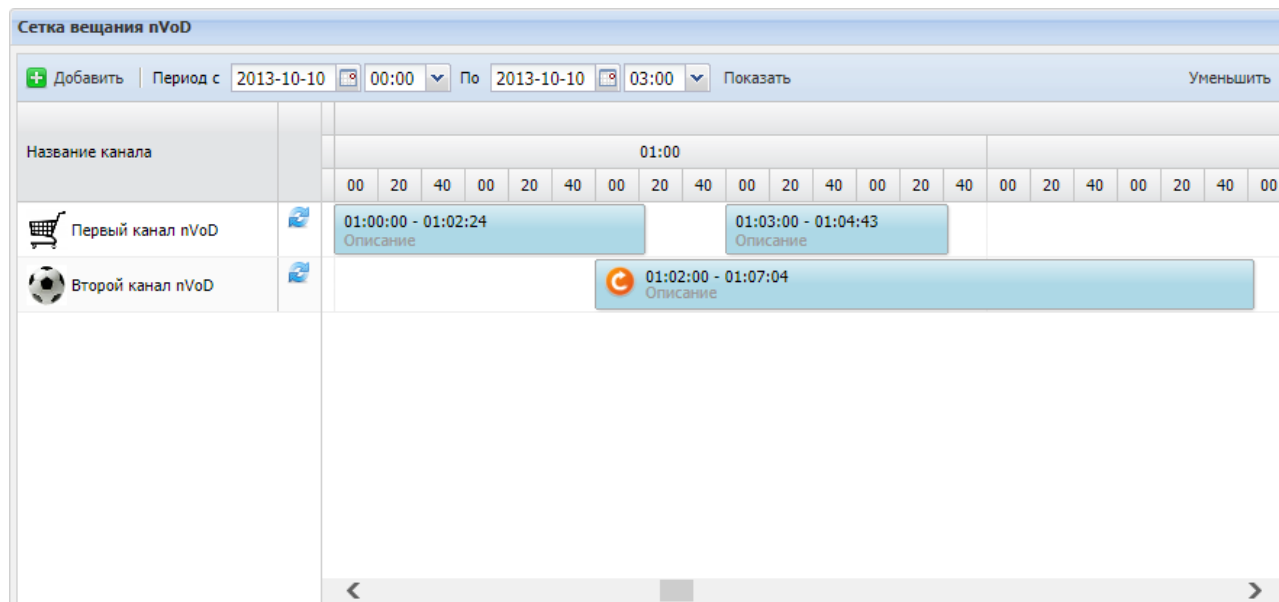 Сетка вещания nVoD
Добавить Период с 2013-10-10 00:00 По 2013-10-10 03:00 Показать Уменьшить
Название канала 01:00
00 20 40 00 20 40 00 20 40 00 20 40 00 20 40 00 20 40 00 20 40 00
Первый канал nVoD 01:00:00 - 01:02:24 01:03:00 - 01:04:43
Описание Описание
Второй канал nVoD 01:02:00 - 01:07:04
Описание